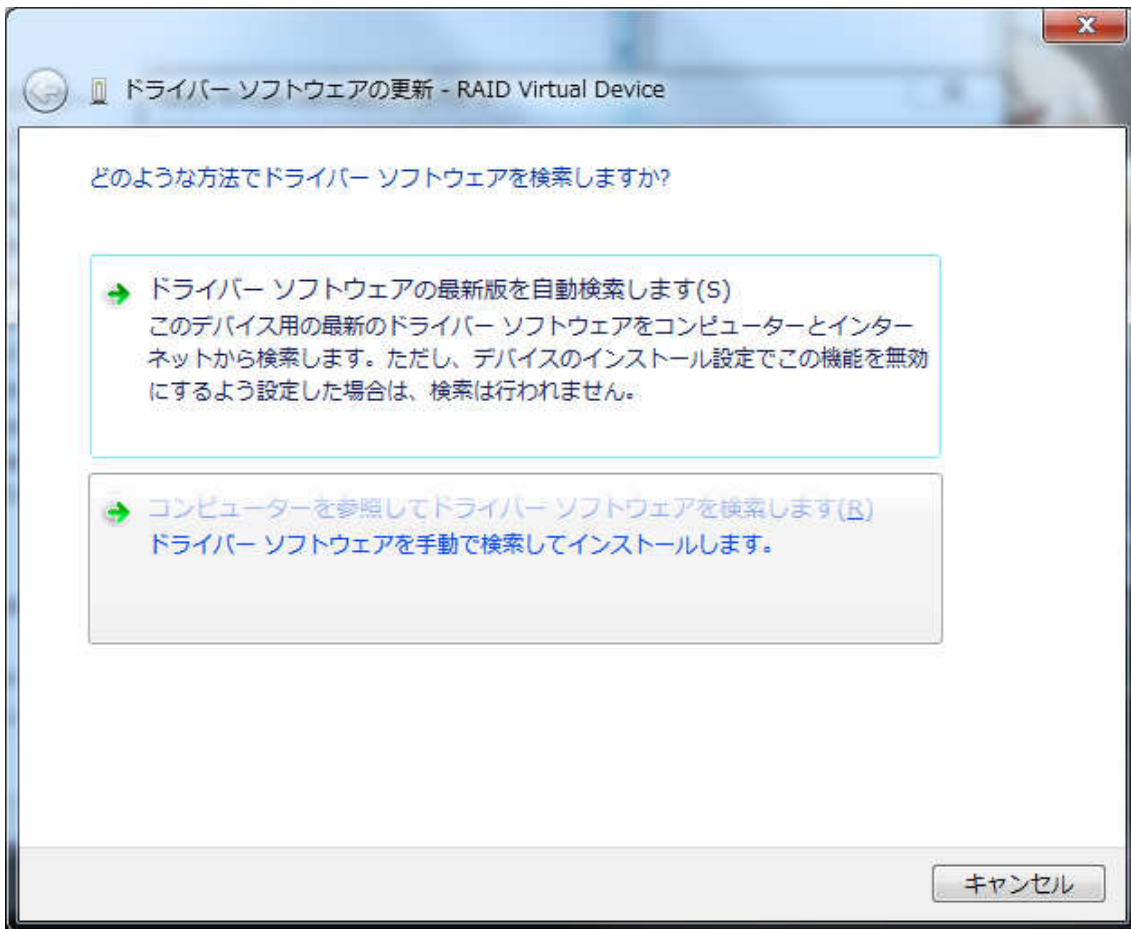 ドライバー ソフトウェアの更新 - RAID Virtual Device
どのような方法でドライバー ソフトウェアを検索しますか?
ドライバー ソフトウェアの最新版を自動検索します(S)
このデバイス用の最新のドライバー ソフトウェアをコンピューターとインター
ネットから検索します。ただし、デバイスのインストール設定でこの機能を無効
にするよう設定した場合は、検索は行われません。
コンピューターを参照してドライバー ソフトウェアを検索します(R)
ドライバー ソフトウェアを手動で検索してインストールします。
キャンセル